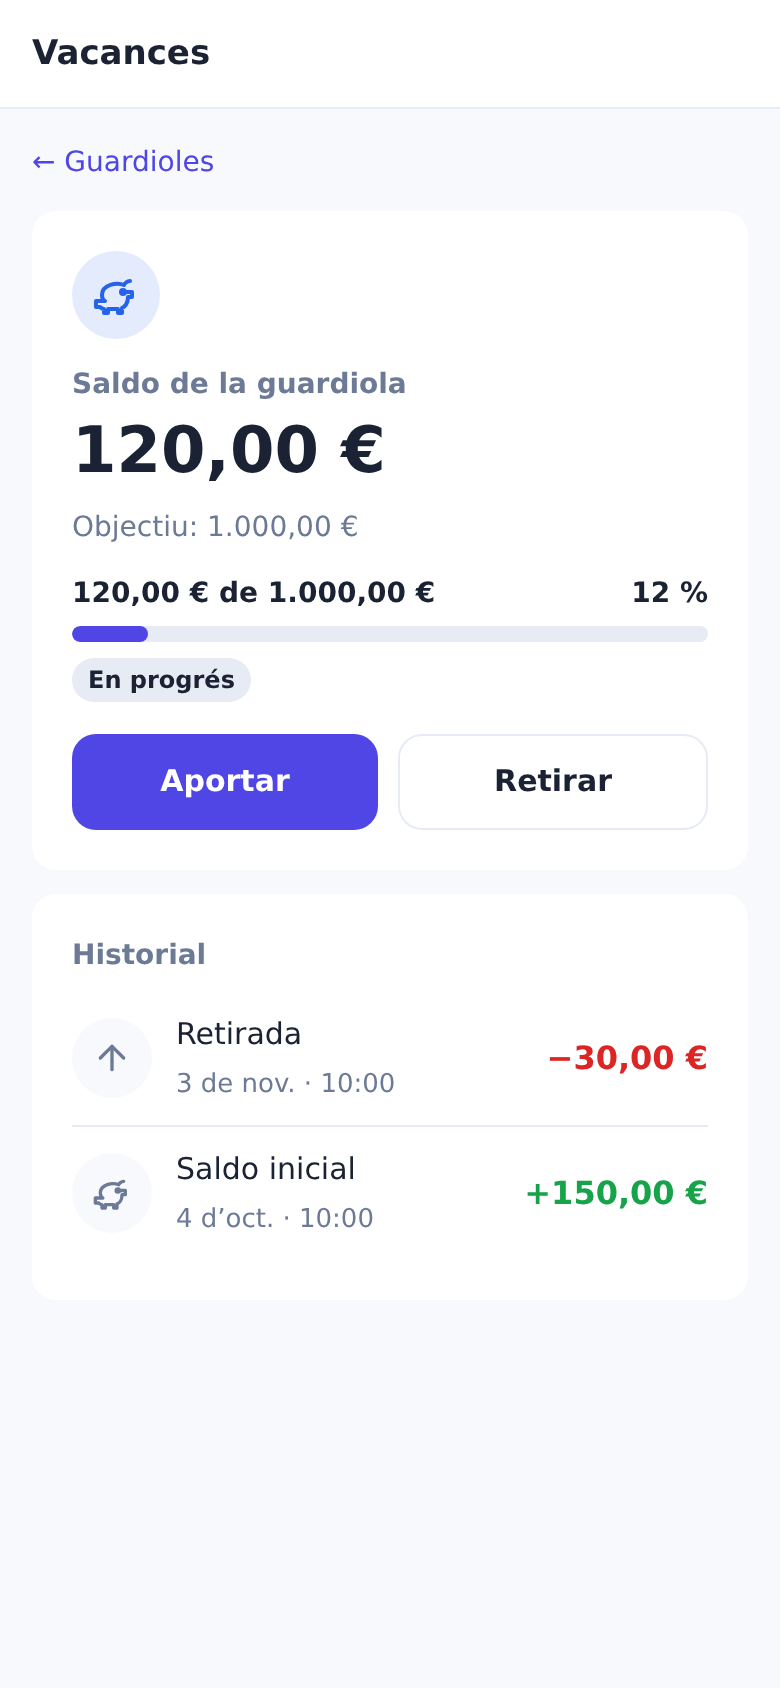 Vacances
← Guardioles
Saldo de la guardiola
120,00 €
Objectiu: 1.000,00 €
120,00 € de 1.000,00 € 12 %
En progrés
Aportar Retirar
Historial
Retirada
3 de nov. · 10:00
−30,00 €
Saldo inicial
4 d’oct. · 10:00
+150,00 €